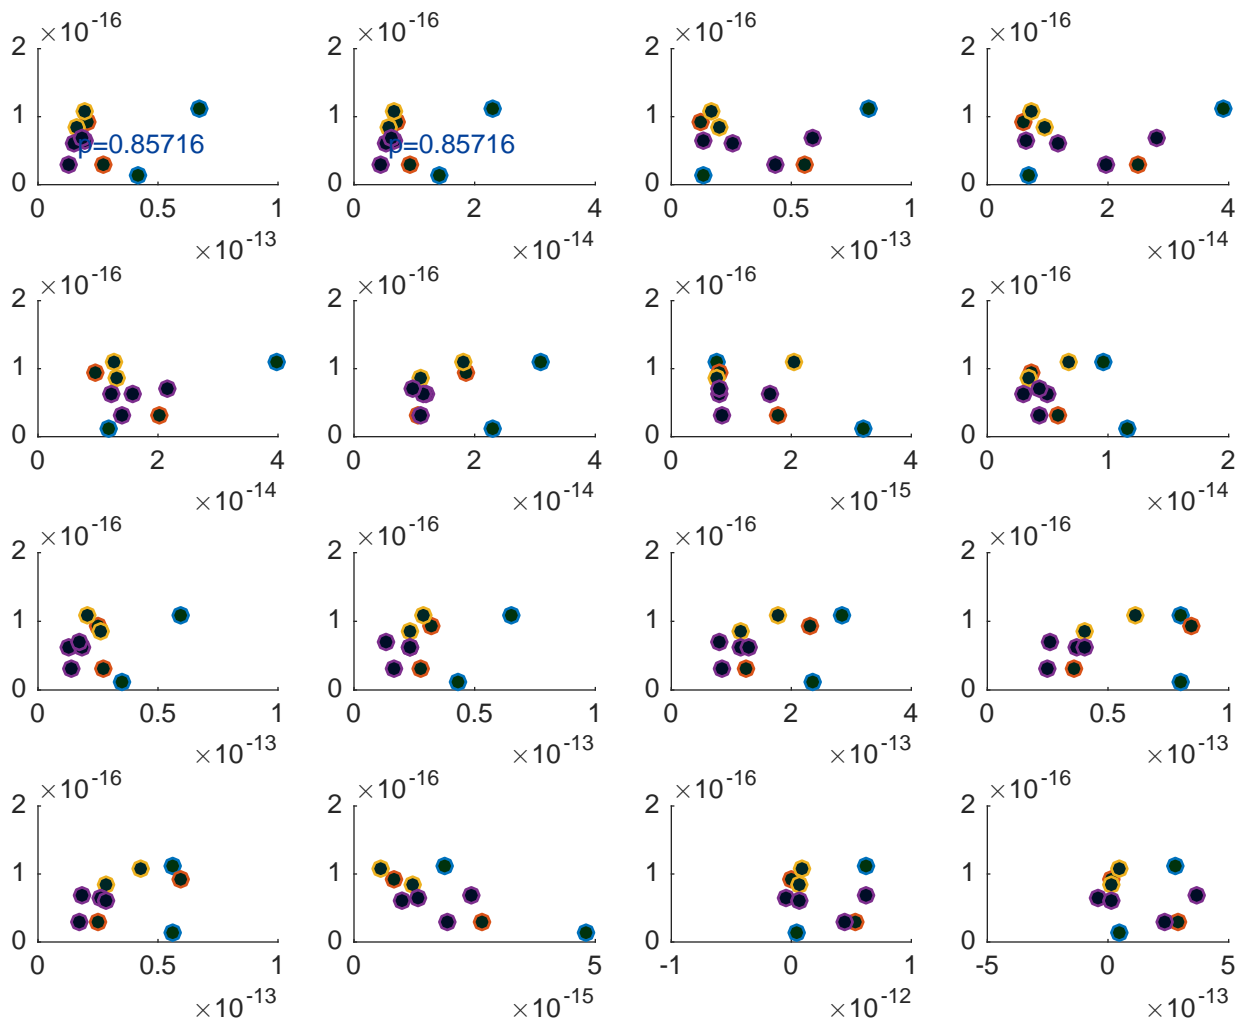 ×10-16 ×10-16 ×10-16 ×10-16
2 2 2 2
1 1 1 1
p=0.85716 p=0.85716
0 0 0 0
0 0.5 1 0 2 4 0 0.5 1 0 2 4
×10-13 ×10-14 ×10-13 ×10-14
×10-16 ×10-16 ×10-16 ×10-16
2 2 2 2
1 1 1 1
0 0 0 0
0 2 4 0 2 4 0 2 4 0 1 2
×10-14 ×10-14 ×10-15 ×10-14
×10-16 ×10-16 ×10-16 ×10-16
2 2 2 2
1 1 1 1
0 0 0 0
0 0.5 1 0 0.5 1 0 2 4 0 0.5 1
×10-13 ×10-13 ×10-13 ×10-13
×10-16 ×10-16 ×10-16 ×10-16
2 2 2 2
1 1 1 1
0 0 0 0
0 0.5 1 0 5 -1 0 1 -5 0 5
×10-13 ×10-15 ×10-12 ×10-13